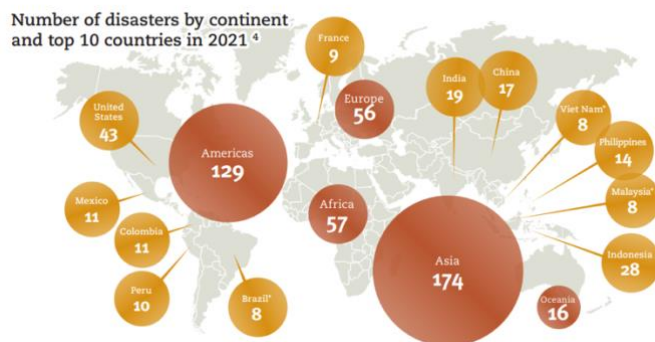 Number of disasters by continent
and top 10 countries in 2021 ⁴
France
9
Europe
56
India
19
China
17
Viet Nam*
8
Philippines
14
Malaysia*
8
Indonesia
28
United
States
43
Americas
129
Mexico
11
Colombia
11
Peru
10
Brazil*
8
Africa
57
Asia
174
Oceania
16